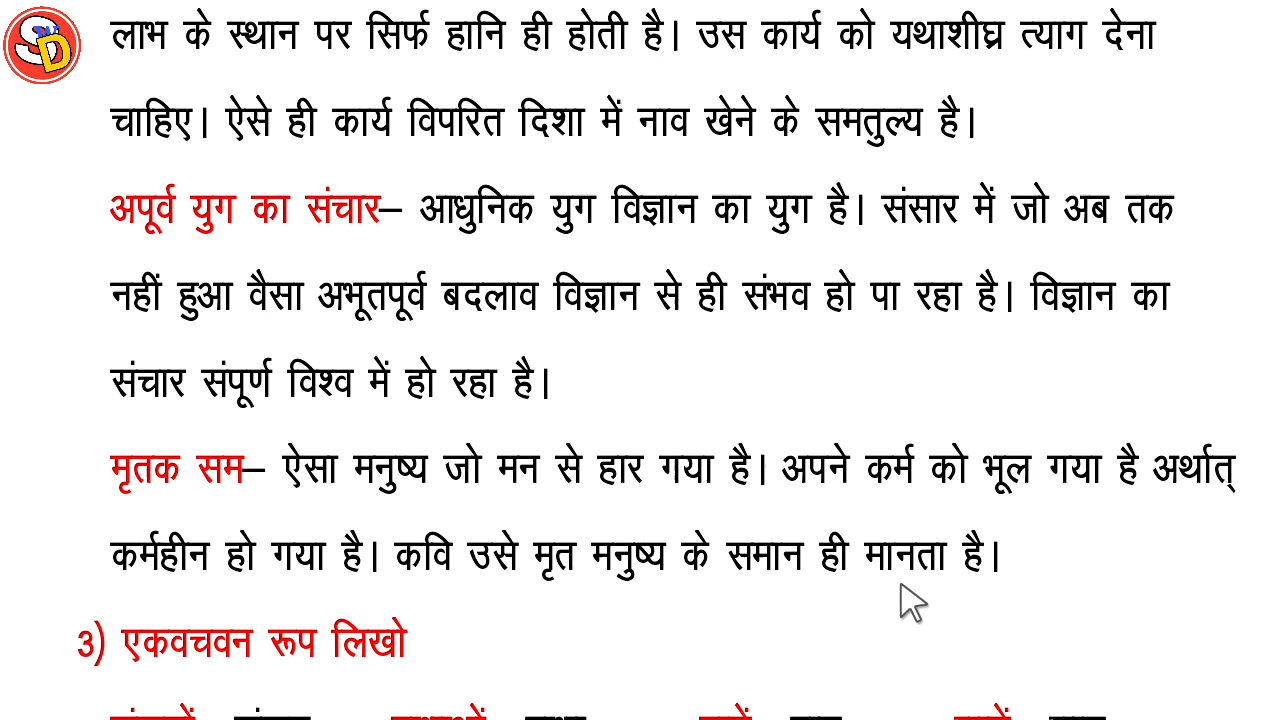 लाभ के स्थान पर सिर्फ हानि ही होती है। उस कार्य को यथाशीघ्र त्याग देना
चाहिए। ऐसे ही कार्य विपरित दिशा में नाव खेने के समतुल्य है।
अपूर्व युग का संचार– आधुनिक युग विज्ञान का युग है। संसार में जो अब तक
नहीं हुआ वैसा अभूतपूर्व बदलाव विज्ञान से ही संभव हो पा रहा है। विज्ञान का
संचार संपूर्ण विश्व में हो रहा है।
मृतक सम– ऐसा मनुष्य जो मन से हार गया है। अपने कर्म को भूल गया है अर्थात्
कर्महीन हो गया है। कवि उसे मृत मनुष्य के समान ही मानता है।
३) एकवचवन रूप लिखो